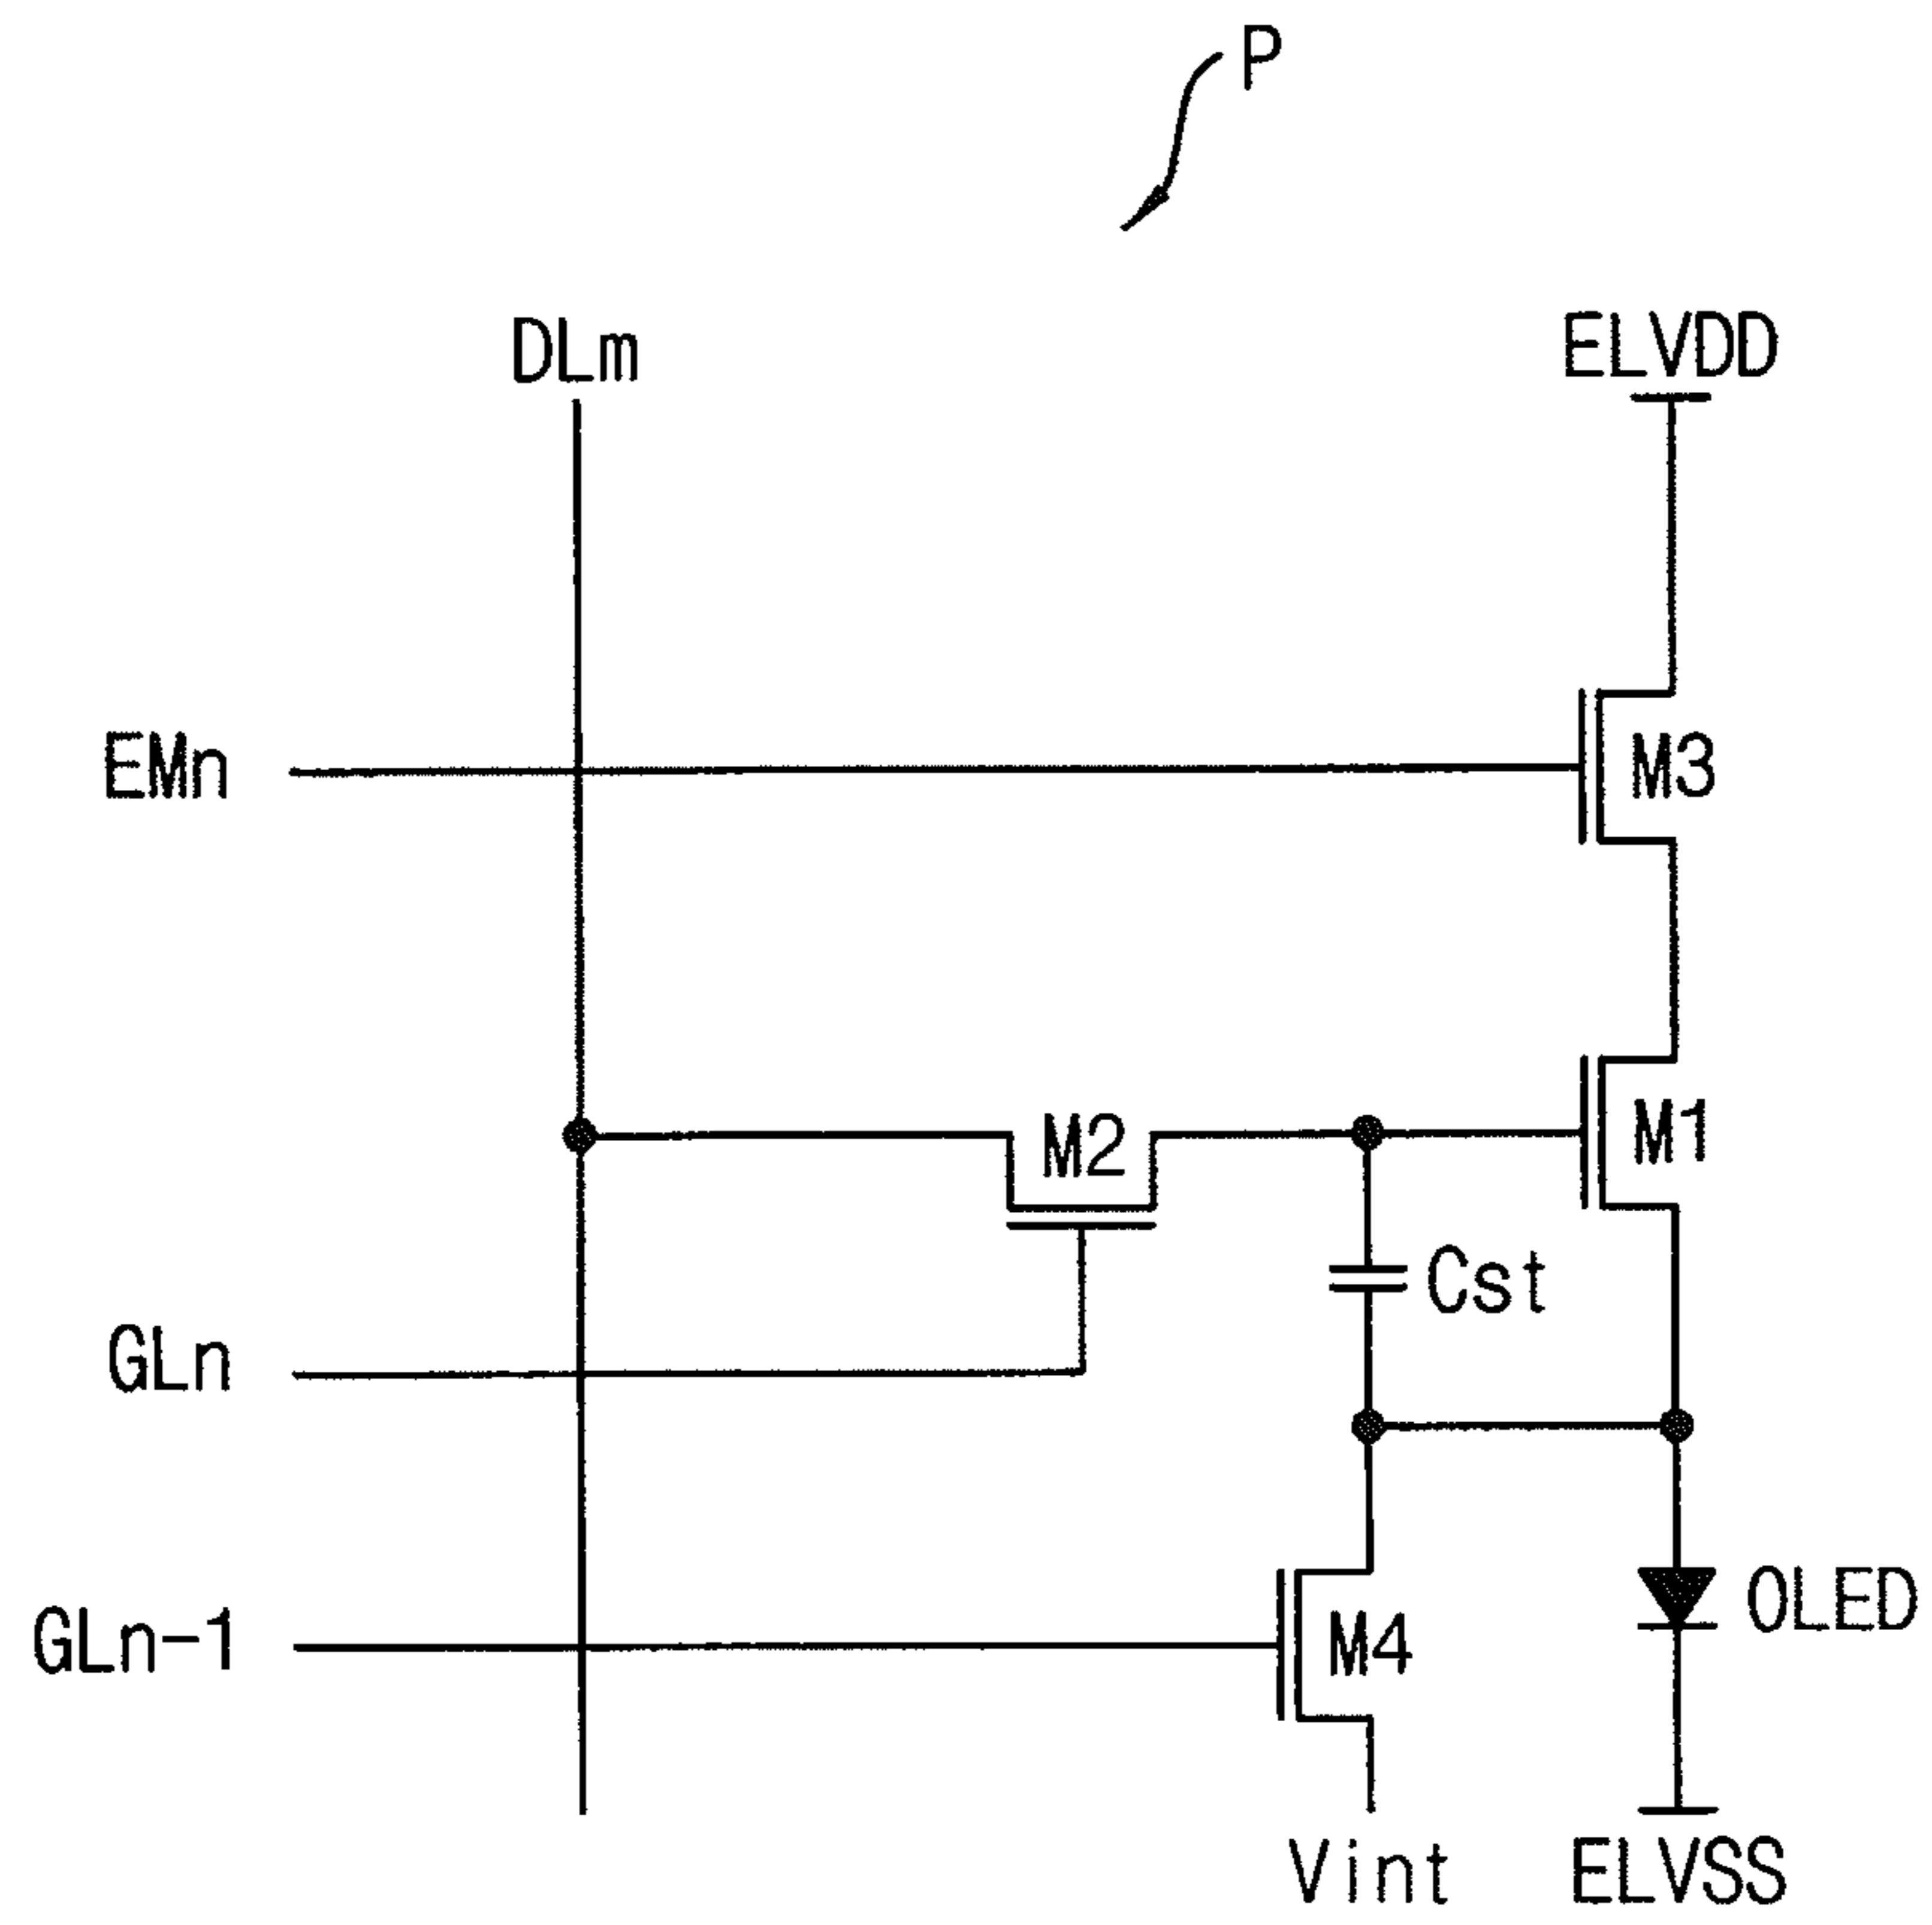 P
DLm
ELVDD
EMn
M3
M2
M1
Cst
GLn
OLED
GLn-1
M4
Vint
ELVSS